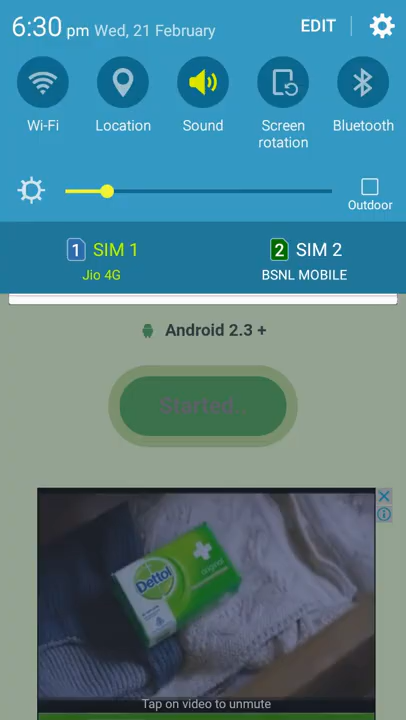 6:30 pm Wed, 21 February EDIT
Wi-Fi Location Sound Screen rotation Bluetooth
Outdoor
1 SIM 1 2 SIM 2
Jio 4G BSNL MOBILE
Android 2.3 +
Started..
Dettol
original
Tap on video to unmute